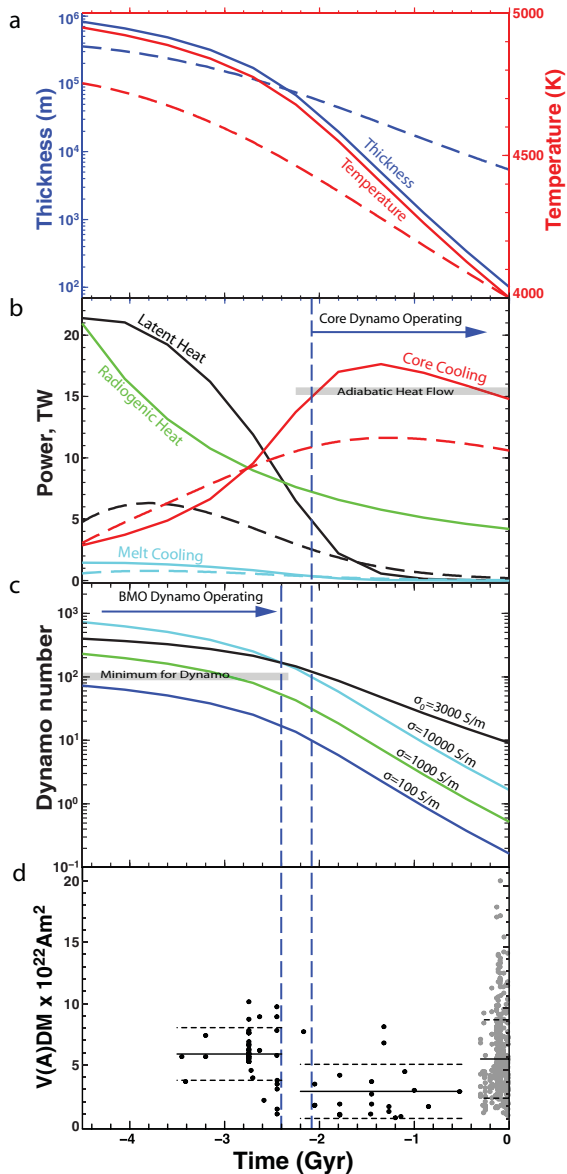 a
10⁶
10⁵
10⁴
10³
10²
Thickness (m)
5000
4500
4000
Temperature (K)
Thickness
Temperature
b
20
15
10
5
0
Power, TW
Latent Heat
Radiogenic Heat
Melt Cooling
Core Dynamo Operating
Core Cooling
Adiabatic Heat Flow
c
10³
10²
10¹
10⁰
10⁻¹
Dynamo number
BMO Dynamo Operating
Minimum for Dynamo
σ₀=3000 S/m
σ=10000 S/m
σ=1000 S/m
σ=100 S/m
d
20
15
10
5
0
V(A)DM x 10²²Am²
−4 −3 −2 −1 0
Time (Gyr)